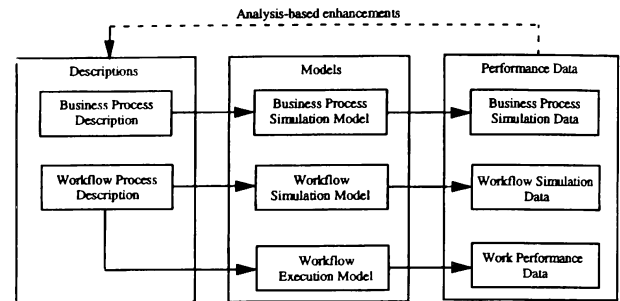 Analysis-based enhancements
Descriptions
Models
Performance Data
Business Process
Description
Business Process
Simulation Model
Business Process
Simulation Data
Workflow Process
Description
Workflow
Simulation Model
Workflow Simulation
Data
Workflow
Execution Model
Work Performance
Data